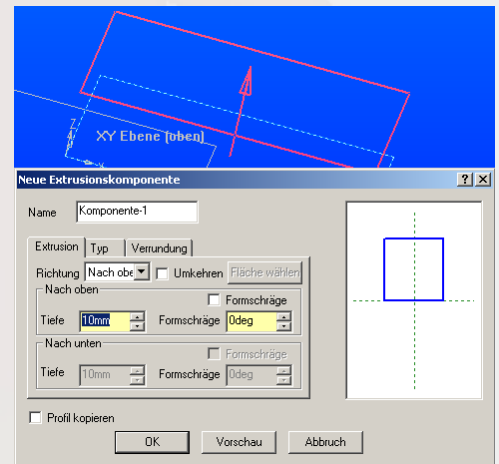 XY Ebene (oben)
Neue Extrusionskomponente
Name Komponente-1
Extrusion Typ Verrundung
Richtung Nach obe Umkehren Fläche wählen
Nach oben
Formschräge
Tiefe 10mm Formschräge 0deg
Nach unten
Formschräge
Tiefe 10mm Formschräge 0deg
Profil kopieren
OK Vorschau Abbruch